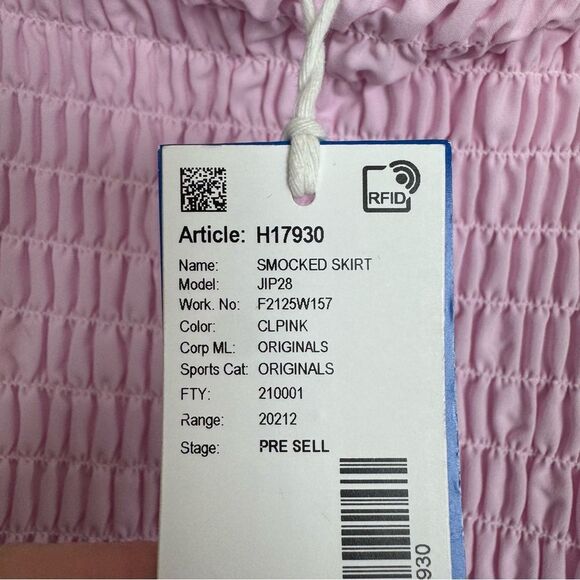 RFID
Article: H17930
Name: SMOCKED SKIRT
Model: JIP28
Work. No: F2125W157
Color: CLPINK
Corp ML: ORIGINALS
Sports Cat: ORIGINALS
FTY: 210001
Range: 20212
Stage: PRE SELL
930